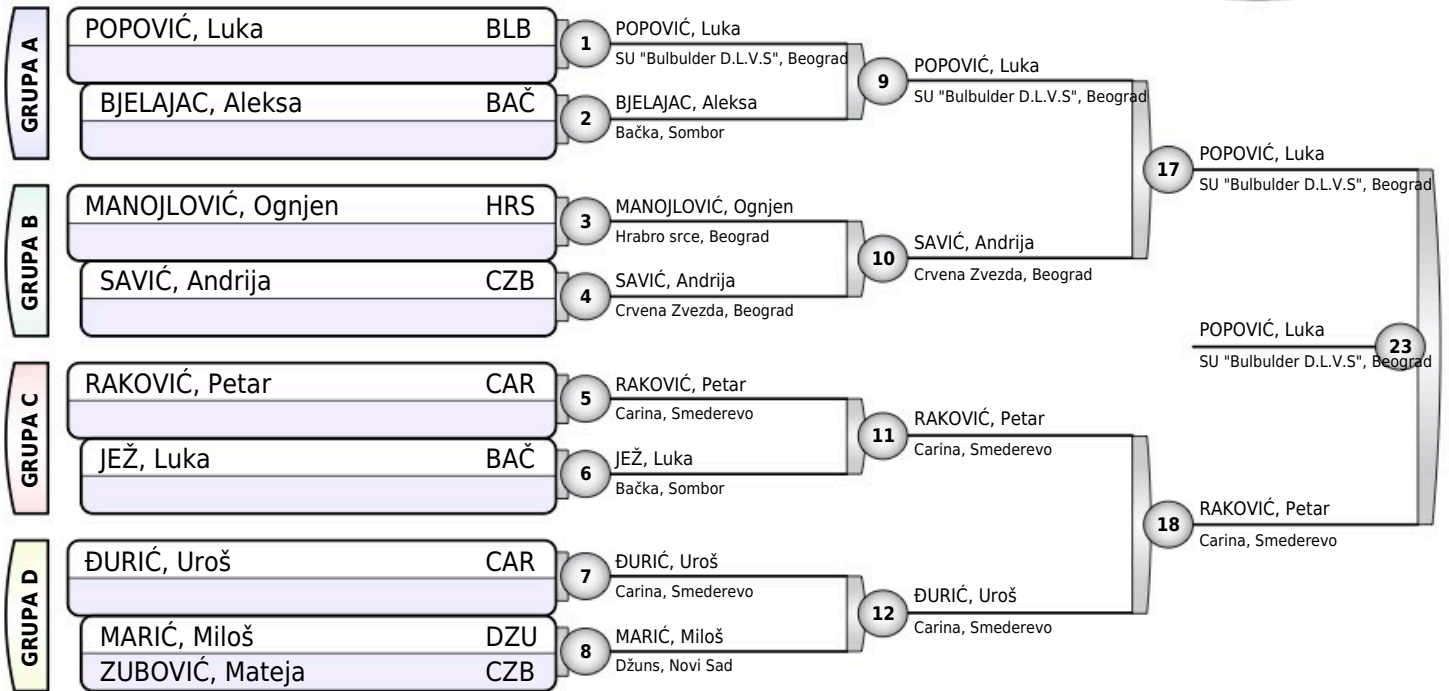 GRUPA A
POPOVIĆ, Luka BLB
BJELAJAC, Aleksa BAČ
1
POPOVIĆ, Luka
SU "Bulbulder D.L.V.S", Beograd
2
BJELAJAC, Aleksa
Bačka, Sombor
9
POPOVIĆ, Luka
SU "Bulbulder D.L.V.S", Beograd
GRUPA B
MANOJLOVIĆ, Ognjen HRS
SAVIĆ, Andrija CZB
3
MANOJLOVIĆ, Ognjen
Hrabro srce, Beograd
4
SAVIĆ, Andrija
Crvena Zvezda, Beograd
10
SAVIĆ, Andrija
Crvena Zvezda, Beograd
17
POPOVIĆ, Luka
SU "Bulbulder D.L.V.S", Beograd
GRUPA C
RAKOVIĆ, Petar CAR
JEŽ, Luka BAČ
5
RAKOVIĆ, Petar
Carina, Smederevo
6
JEŽ, Luka
Bačka, Sombor
11
RAKOVIĆ, Petar
Carina, Smederevo
GRUPA D
ĐURIĆ, Uroš CAR
MARIĆ, Miloš DZU
ZUBOVIĆ, Mateja CZB
7
ĐURIĆ, Uroš
Carina, Smederevo
8
MARIĆ, Miloš
Džuns, Novi Sad
12
ĐURIĆ, Uroš
Carina, Smederevo
18
RAKOVIĆ, Petar
Carina, Smederevo
POPOVIĆ, Luka
23
SU "Bulbulder D.L.V.S", Beograd